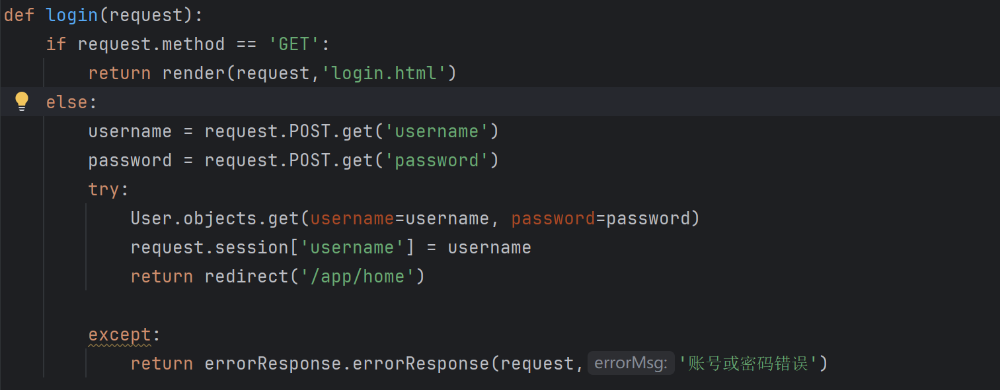 def login(request):
    if request.method == 'GET':
        return render(request,'login.html')
    else:
        username = request.POST.get('username')
        password = request.POST.get('password')
        try:
            User.objects.get(username=username, password=password)
            request.session['username'] = username
            return redirect('/app/home')
        except:
            return errorResponse.errorResponse(request, errorMsg: '账号或密码错误')